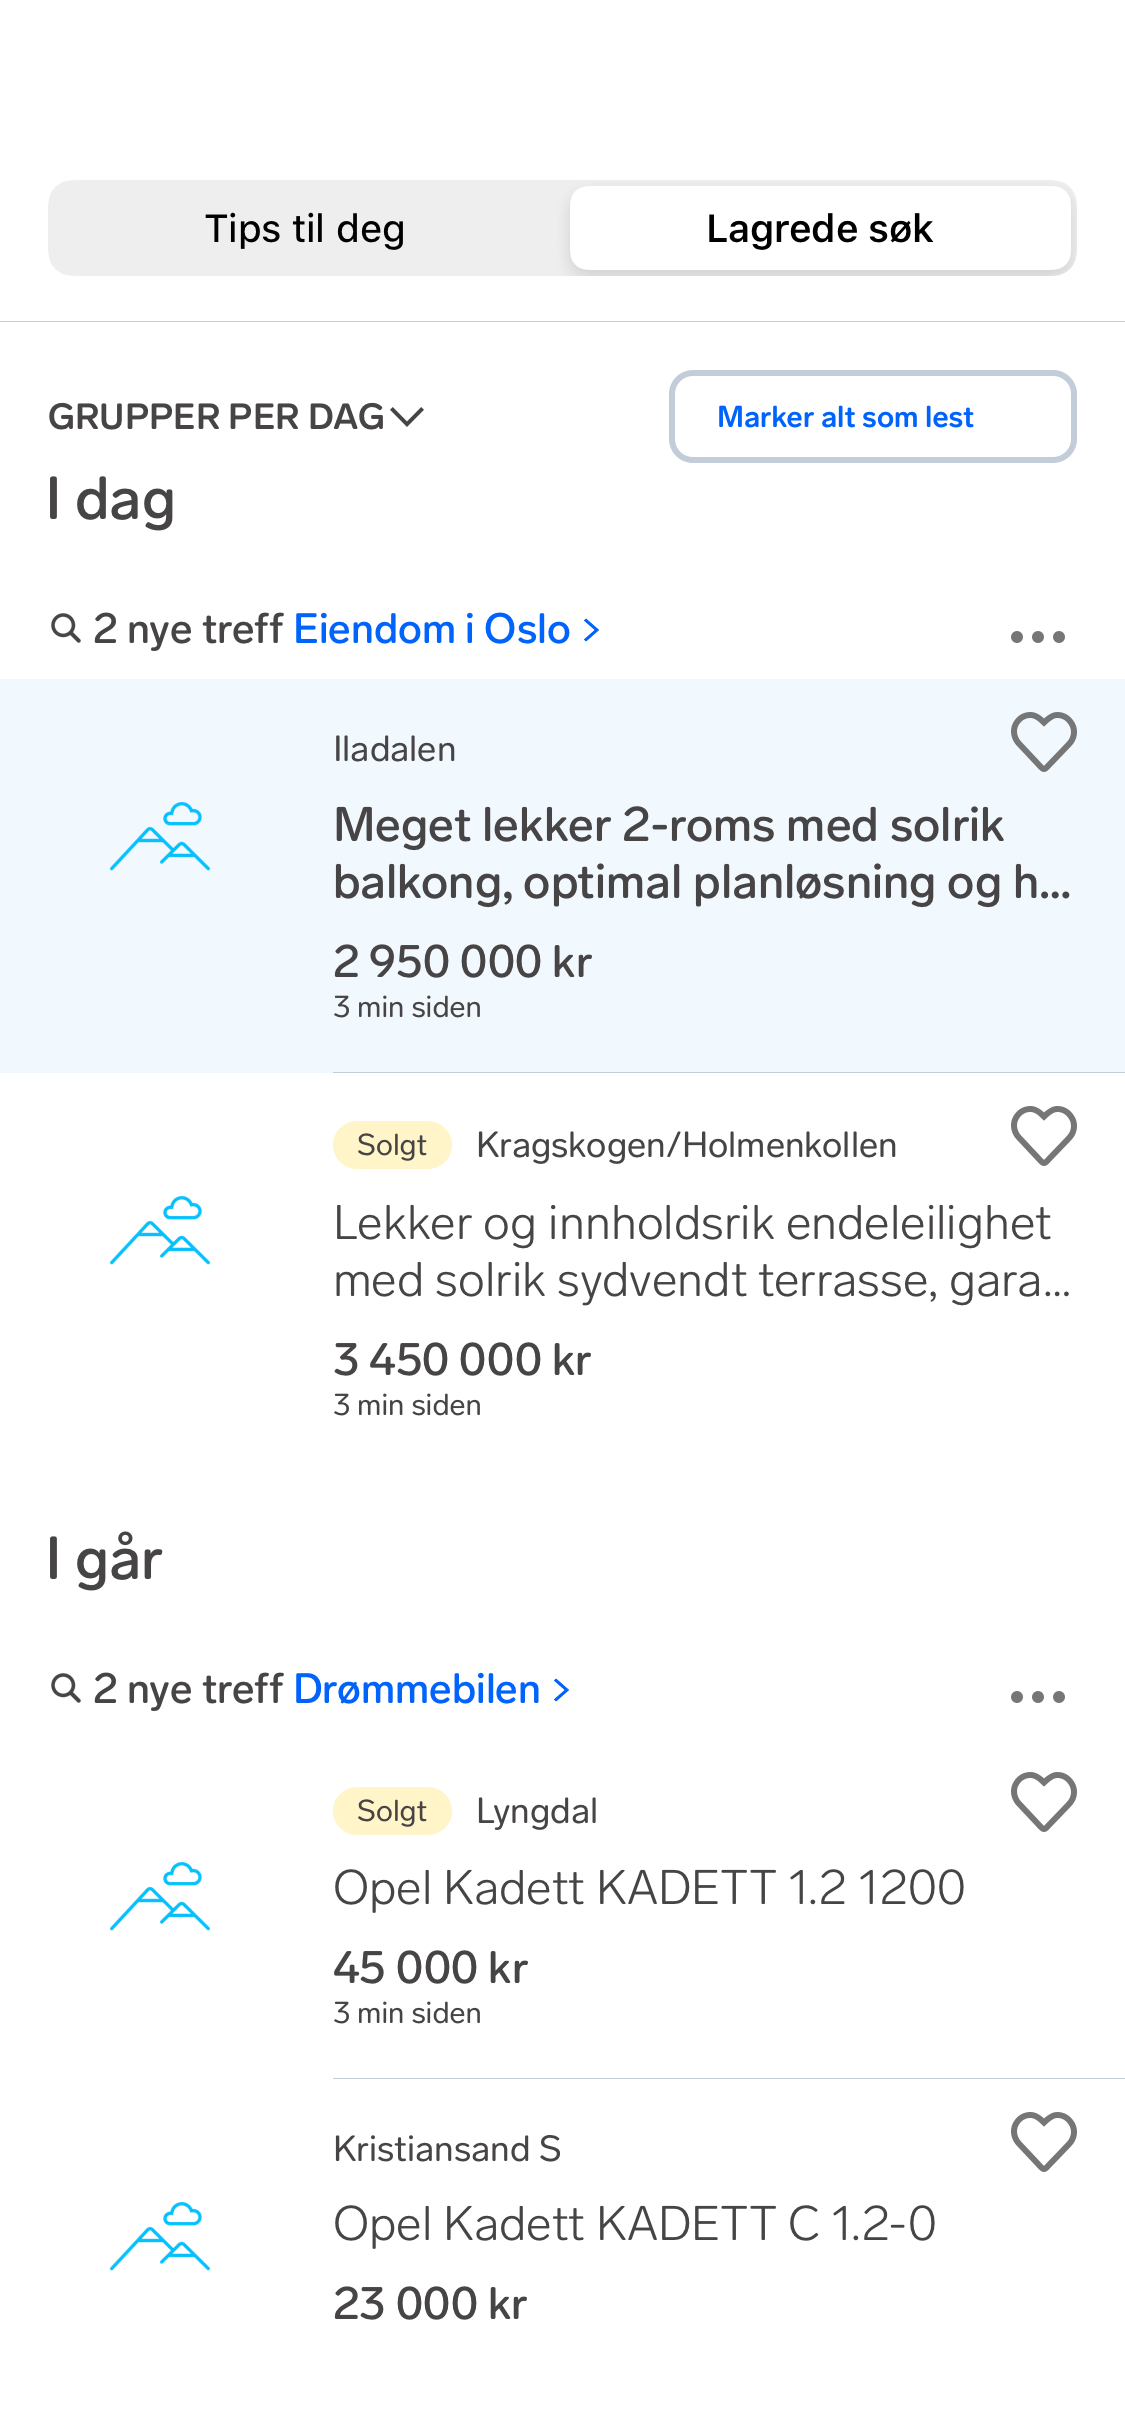 Tips til deg
Lagrede søk
GRUPPER PER DAG
Marker alt som lest
I dag
2 nye treff Eiendom i Oslo
Iladalen
Meget lekker 2-roms med solrik
balkong, optimal planløsning og h...
2 950 000 kr
3 min siden
Solgt Kragskogen/Holmenkollen
Lekker og innholdsrik endeleilighet
med solrik sydvendt terrasse, gara...
3 450 000 kr
3 min siden
I går
2 nye treff Drømmebilen
Solgt Lyngdal
Opel Kadett KADETT 1.2 1200
45 000 kr
3 min siden
Kristiansand S
Opel Kadett KADETT C 1.2-0
23 000 kr